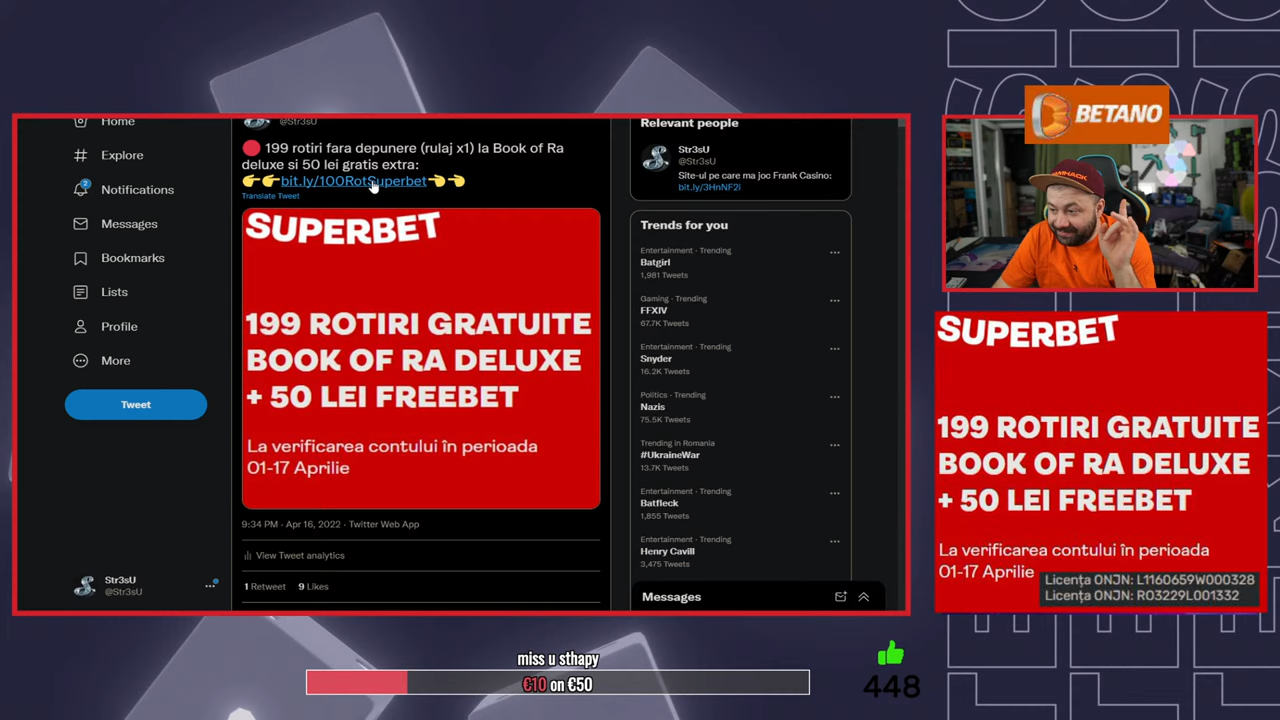 Home
Explore
2
Notifications
Messages
Bookmarks
Lists
Profile
More
Tweet
Str3sU
@Str3sU
@Str3sU
199 rotiri fara depunere (rulaj x1) la Book of Ra
deluxe si 50 lei gratis extra:
bit.ly/100RotSuperbet
Translate Tweet
SUPERBET
199 ROTIRI GRATUITE
BOOK OF RA DELUXE
+ 50 LEI FREEBET
La verificarea contului în perioada
01-17 Aprilie
9:34 PM · Apr 16, 2022 · Twitter Web App
View Tweet analytics
1 Retweet 9 Likes
Relevant people
Str3sU
@Str3sU
Site-ul pe care ma joc Frank Casino:
bit.ly/3HnNF2i
Trends for you
Entertainment · Trending
Batgirl
1,981 Tweets
Gaming · Trending
FFXIV
67.7K Tweets
Entertainment · Trending
Snyder
16.2K Tweets
Politics · Trending
Nazis
75.5K Tweets
Trending in Romania
#UkraineWar
13.7K Tweets
Entertainment · Trending
Batfleck
1,855 Tweets
Entertainment · Trending
Henry Cavill
3,475 Tweets
Messages
BETANO
SUPERBET
199 ROTIRI GRATUITE
BOOK OF RA DELUXE
+ 50 LEI FREEBET
La verificarea contului în perioada
01-17 Aprilie
Licența ONJN: L1160659W000328
Licența ONJN: RO3229L001332
miss u sthapy
€10 on €50
448